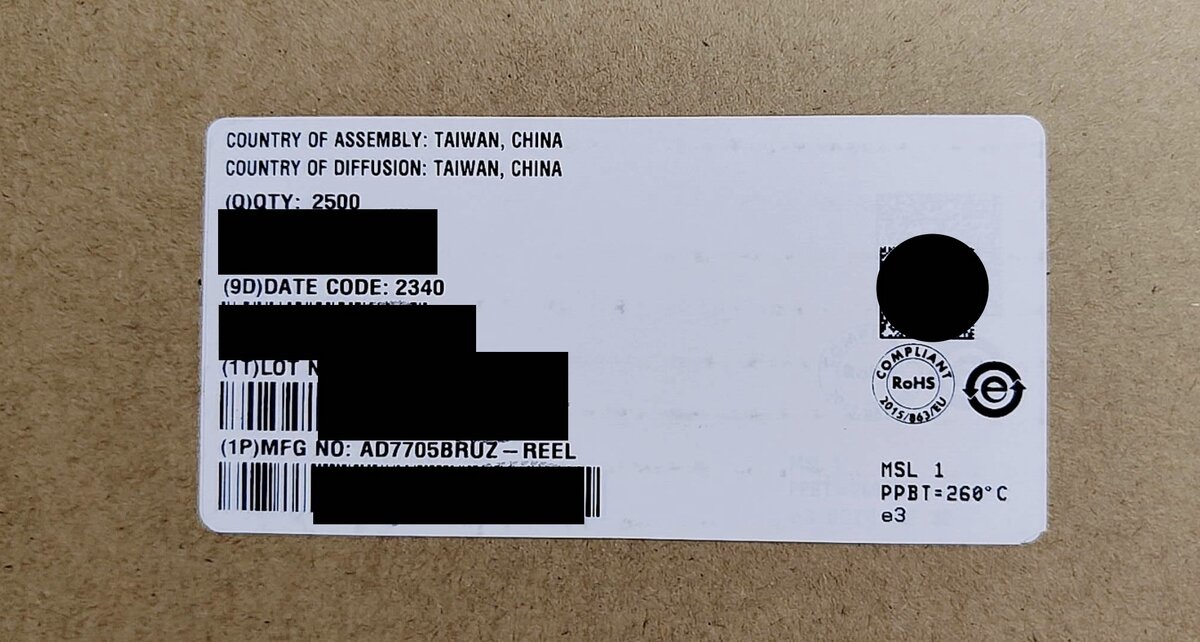 COUNTRY OF ASSEMBLY: TAIWAN, CHINA
COUNTRY OF DIFFUSION: TAIWAN, CHINA
(Q)QTY: 2500
(9D)DATE CODE: 2340
(1T)LOT
(1P)MFG NO: AD7705BRUZ–REEL
COMPLIANT
RoHS
2015/863/EU
e
MSL 1
PPBT=260°C
e3